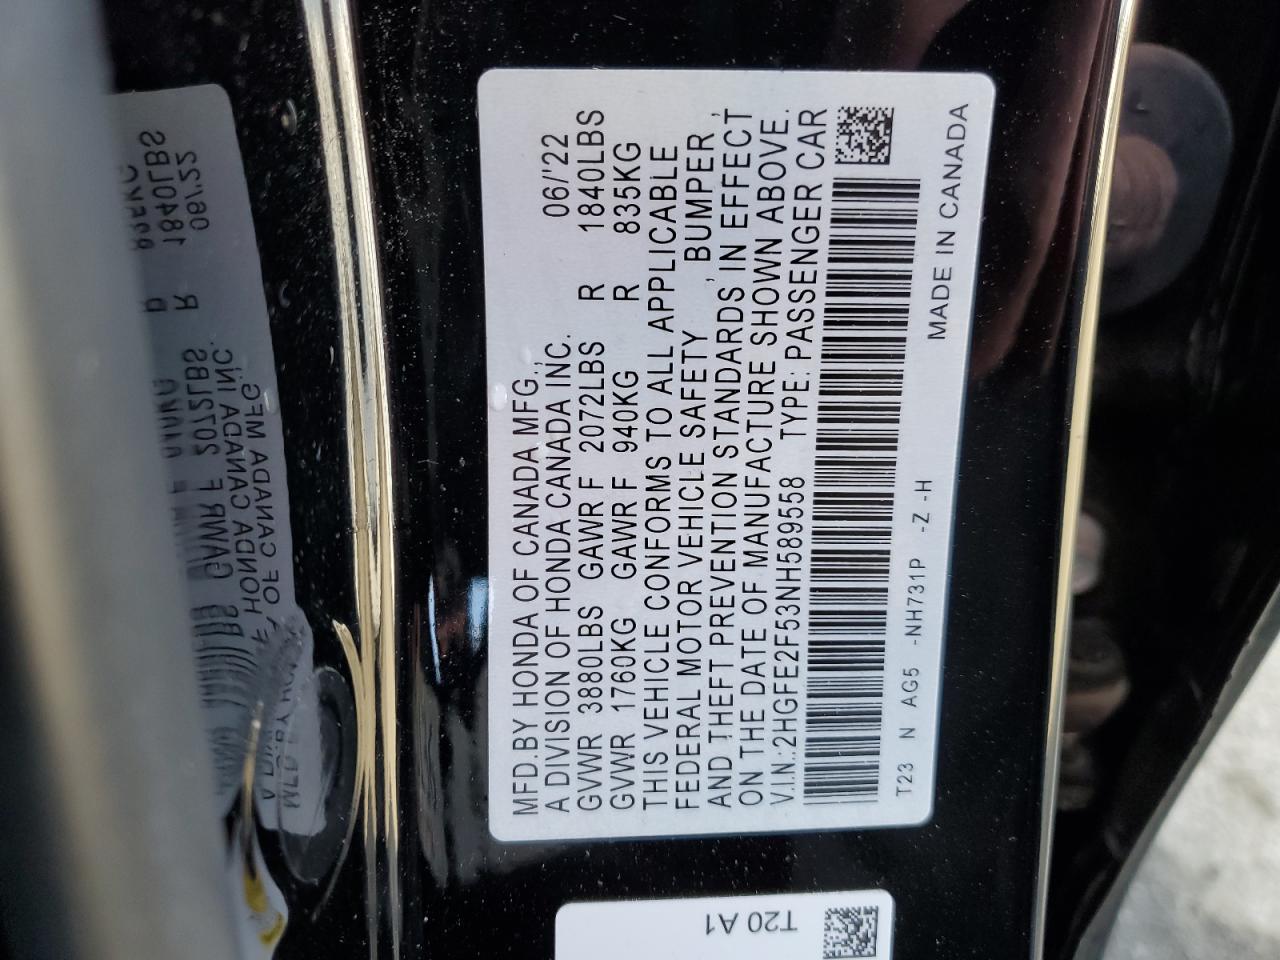 MFD.BY HONDA OF CANADA MFG.,
A DIVISION OF HONDA CANADA INC. 06/'22
GVWR 3880LBS GAWR F 2072LBS R 1840LBS
GVWR 1760KG GAWR F 940KG R 835KG
THIS VEHICLE CONFORMS TO ALL APPLICABLE
FEDERAL MOTOR VEHICLE SAFETY , BUMPER ,
AND THEFT PREVENTION STANDARDS IN EFFECT
ON THE DATE OF MANUFACTURE SHOWN ABOVE.
V.I.N.:2HGFE2F53NH589558 TYPE: PASSENGER CAR
T23 N AG5 -NH731P -Z -H
MADE IN CANADA
T20 A1